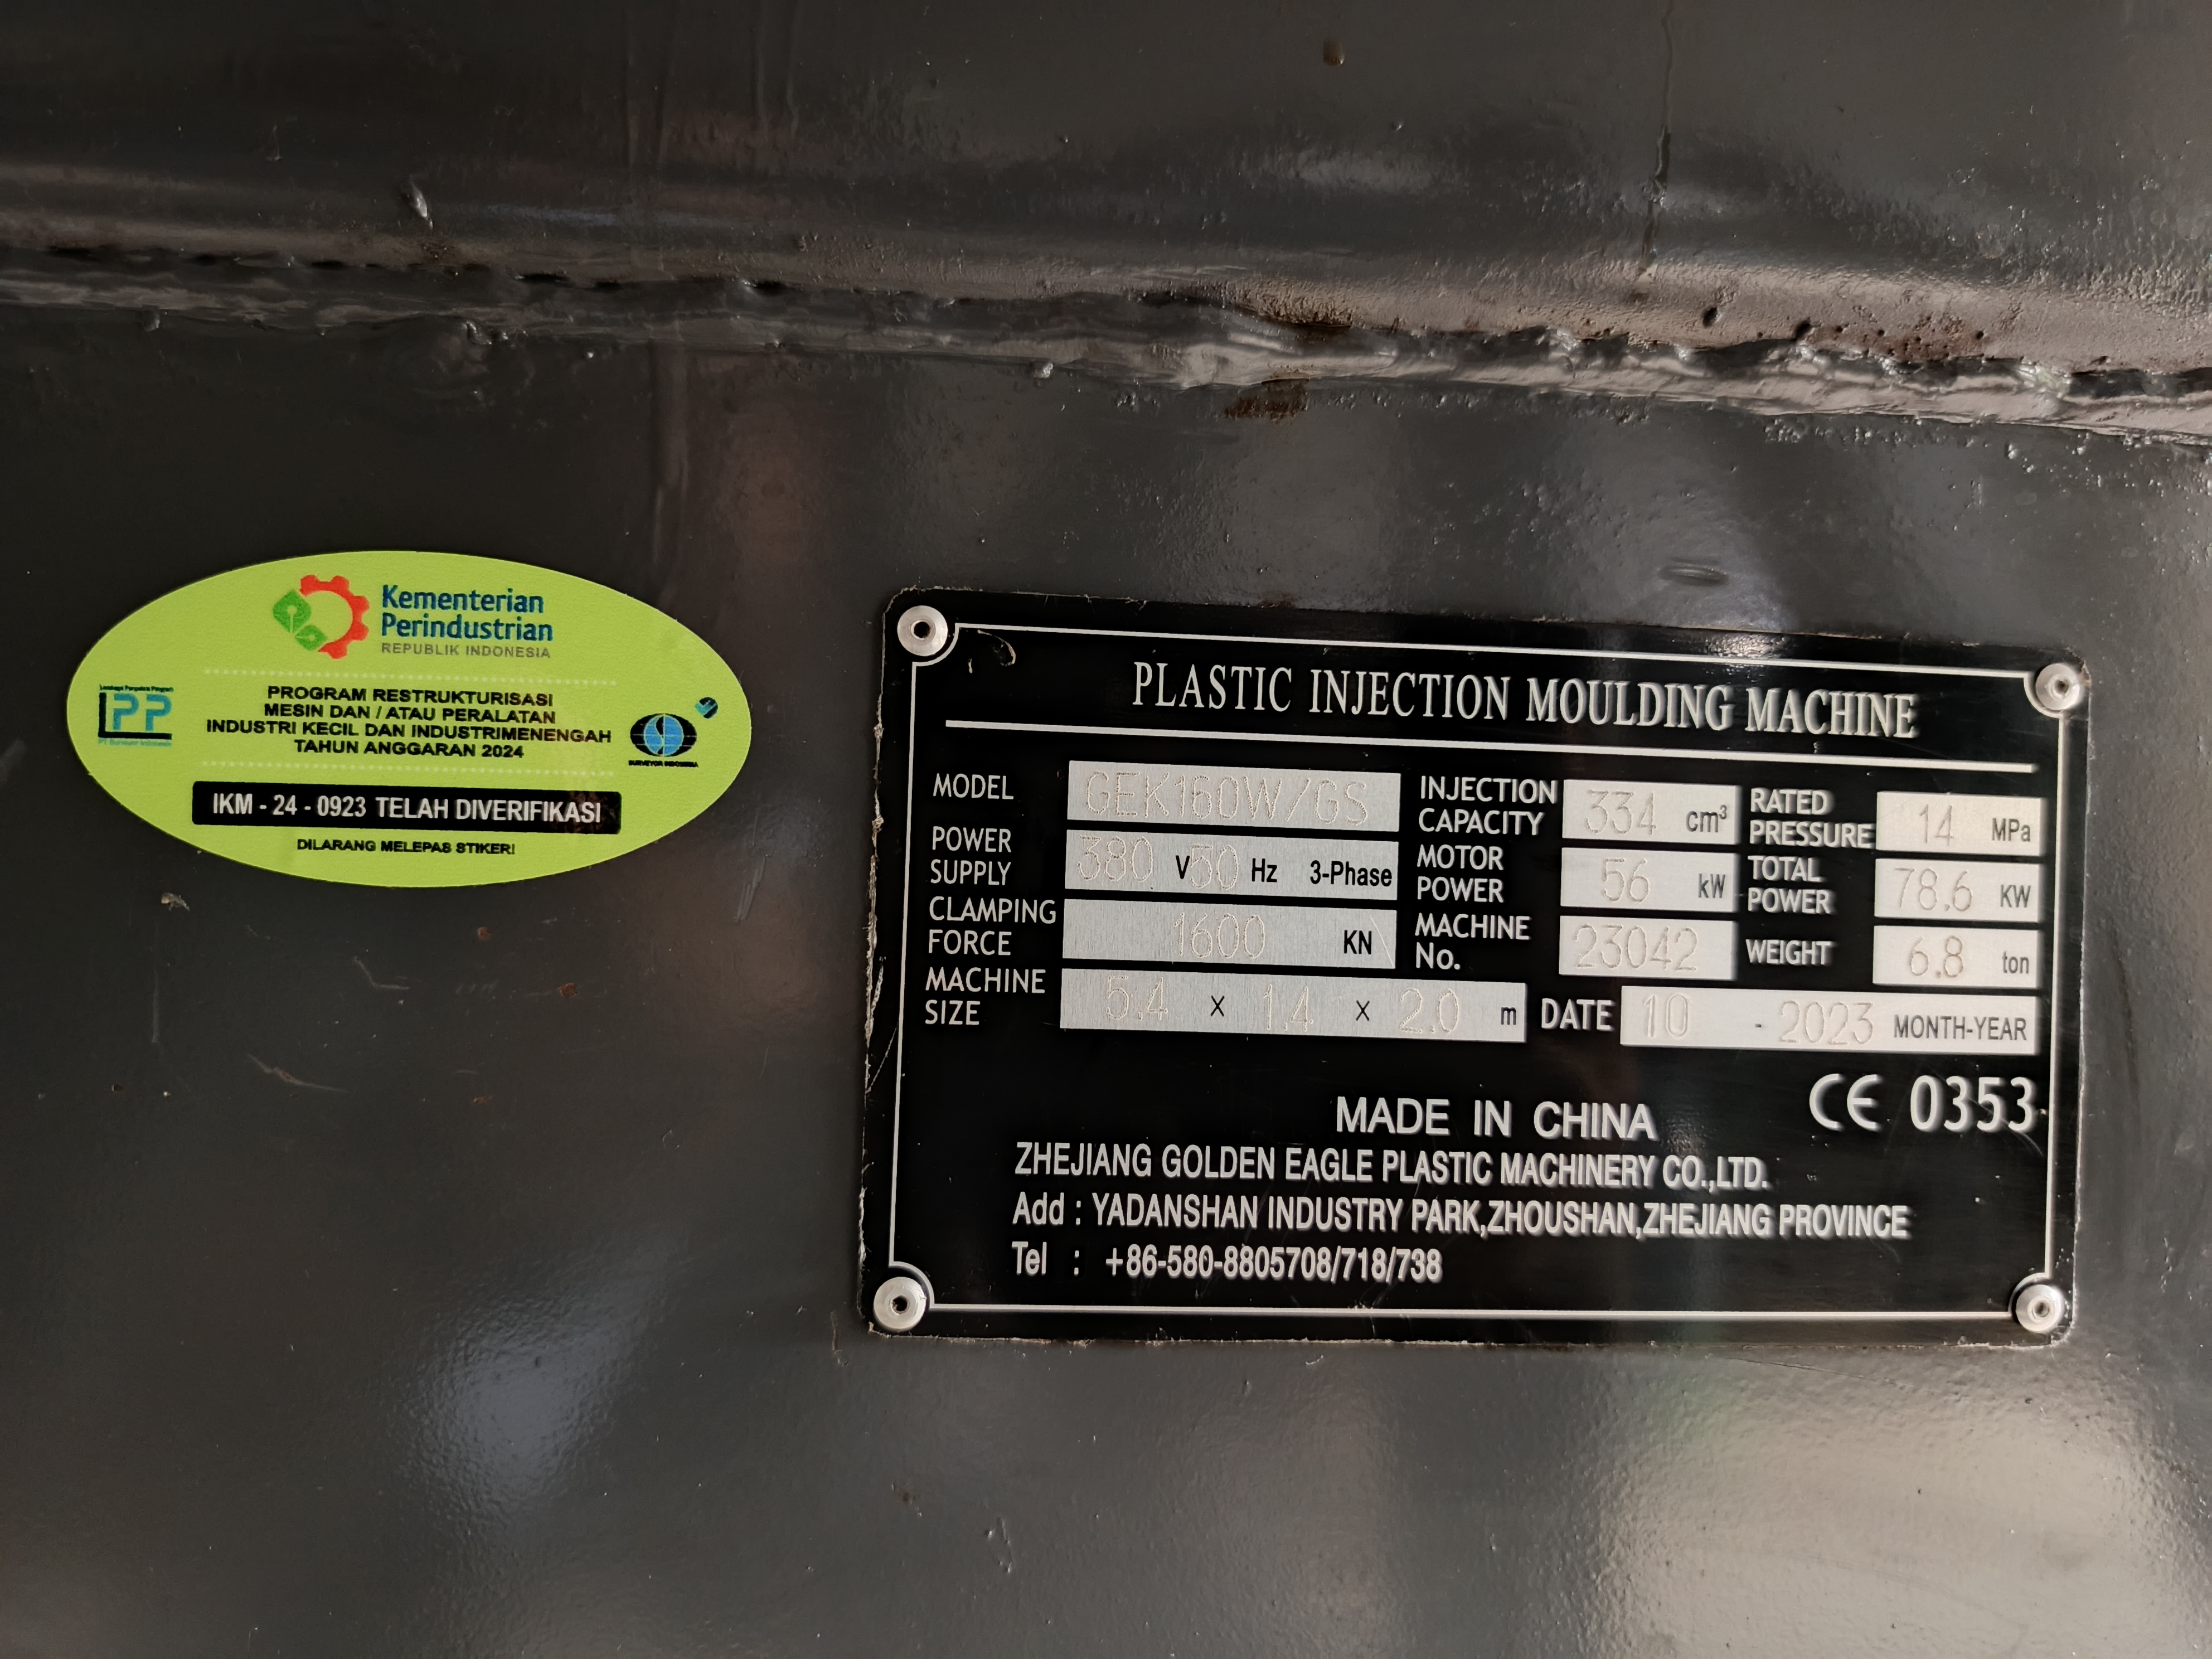 Kementerian
Perindustrian
REPUBLIK INDONESIA
LPP
PROGRAM RESTRUKTURISASI
MESIN DAN / ATAU PERALATAN
INDUSTRI KECIL DAN INDUSTRIMENENGAH
TAHUN ANGGARAN 2024
SURVEYOR INDONESIA
IKM - 24 - 0923 TELAH DIVERIFIKASI
DILARANG MELEPAS STIKER!
PLASTIC INJECTION MOULDING MACHINE
MODEL GEK160W/GS INJECTION CAPACITY 334 cm³ RATED PRESSURE 14 MPa
POWER SUPPLY 380 V 50 Hz 3-Phase MOTOR POWER 56 kW TOTAL POWER 78.6 KW
CLAMPING FORCE 1600 KN MACHINE No. 23042 WEIGHT 6.8 ton
MACHINE SIZE 5.4 X 1.4 X 2.0 m DATE 10 - 2023 MONTH-YEAR
CE 0353
MADE IN CHINA
ZHEJIANG GOLDEN EAGLE PLASTIC MACHINERY CO.,LTD.
Add : YADANSHAN INDUSTRY PARK,ZHOUSHAN,ZHEJIANG PROVINCE
Tel : +86-580-8805708/718/738